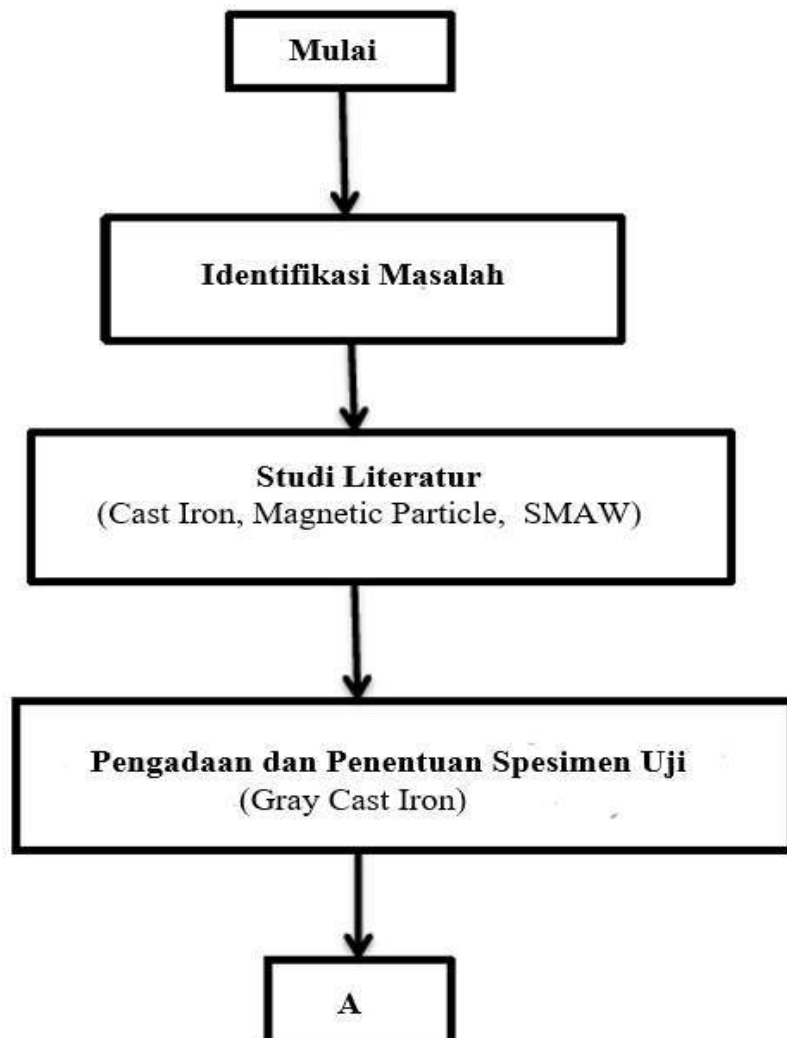 Mulai
Identifikasi Masalah
Studi Literatur
(Cast Iron, Magnetic Particle, SMAW)
Pengadaan dan Penentuan Spesimen Uji
(Gray Cast Iron)
A